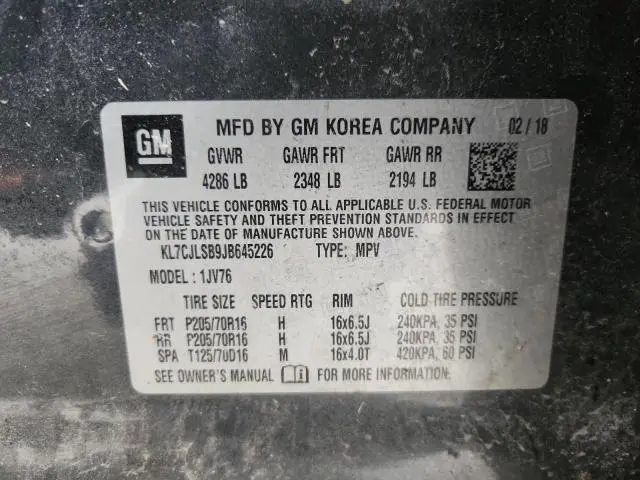 GM MFD BY GM KOREA COMPANY 02 / 18
GVWR GAWR FRT GAWR RR
4286 LB 2348 LB 2194 LB
THIS VEHICLE CONFORMS TO ALL APPLICABLE U.S. FEDERAL MOTOR
VEHICLE SAFETY AND THEFT PREVENTION STANDARDS IN EFFECT
ON THE DATE OF MANUFACTURE SHOWN ABOVE.
KL7CJLSB9JB645226 TYPE: MPV
MODEL : 1JV76
TIRE SIZE SPEED RTG RIM COLD TIRE PRESSURE
FRT P205/70R16 H 16x6.5J 240KPA, 35 PSI
RR P205/70R16 H 16x6.5J 240KPA, 35 PSI
SPA T125/70D16 M 16x4.0T 420KPA, 60 PSI
SEE OWNER'S MANUAL FOR MORE INFORMATION.